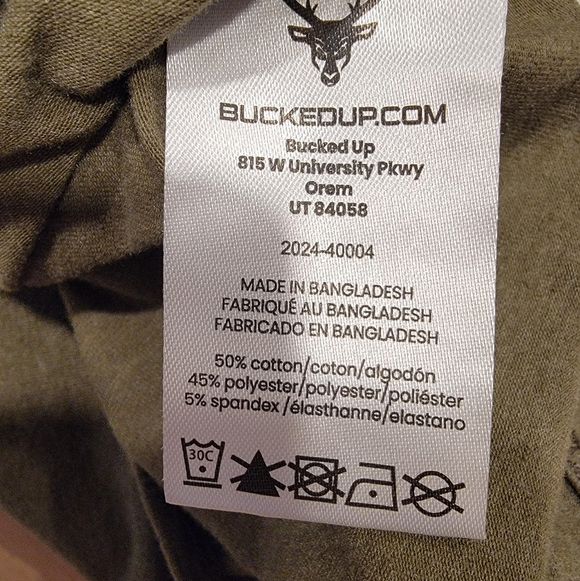 BUCKEDUP.COM
Bucked Up
815 W University Pkwy
Orem
UT 84058
2024-40004
MADE IN BANGLADESH
FABRIQUÉ AU BANGLADESH
FABRICADO EN BANGLADESH
50% cotton/coton/algodón
45% polyester/polyester/poliéster
5% spandex /élasthanne/elastano
30C